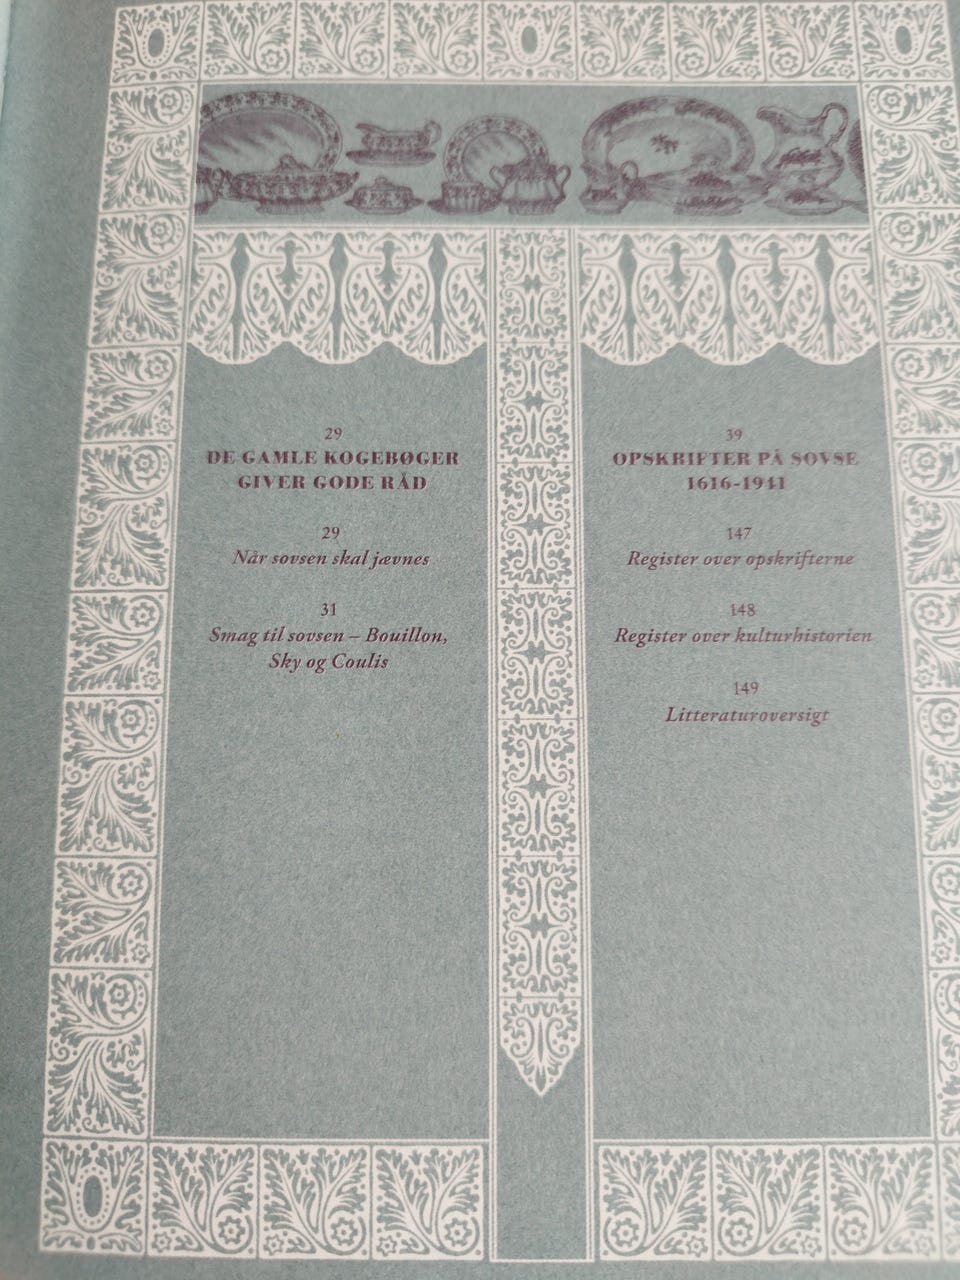 29
DE GAMLE KOGEBØGER
GIVER GODE RÅD
29
Når sovsen skal jævnes
31
Smag til sovsen – Bouillon,
Sky og Coulis
39
OPSKRIFTER PÅ SOVSE
1616-1941
147
Register over opskrifterne
148
Register over kulturhistorien
149
Litteraturoversigt